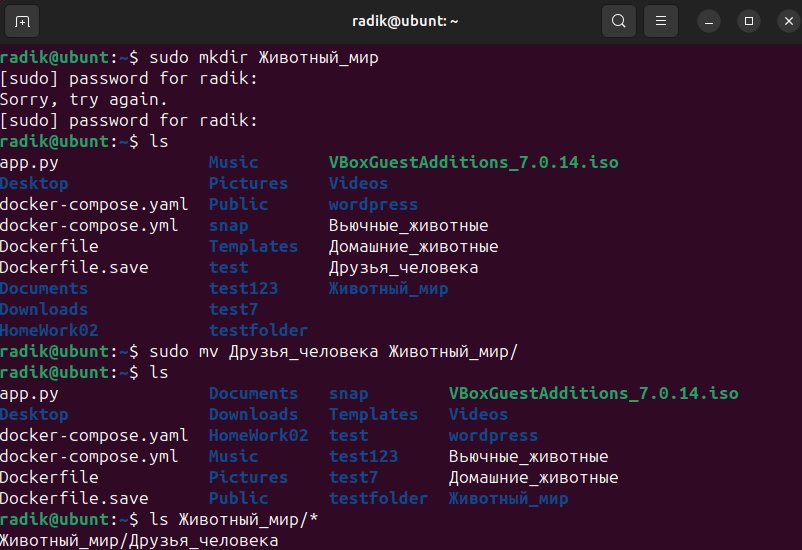 radik@ubunt: ~
radik@ubunt:~$ sudo mkdir Животный_мир
[sudo] password for radik:
Sorry, try again.
[sudo] password for radik:
radik@ubunt:~$ ls
app.py Music VBoxGuestAdditions_7.0.14.iso
Desktop Pictures Videos
docker-compose.yaml Public wordpress
docker-compose.yml snap Вьючные_животные
Dockerfile Templates Домашние_животные
Dockerfile.save test Друзья_человека
Documents test123 Животный_мир
Downloads test7
HomeWork02 testfolder
radik@ubunt:~$ sudo mv Друзья_человека Животный_мир/
radik@ubunt:~$ ls
app.py Documents snap VBoxGuestAdditions_7.0.14.iso
Desktop Downloads Templates Videos
docker-compose.yaml HomeWork02 test wordpress
docker-compose.yml Music test123 Вьючные_животные
Dockerfile Pictures test7 Домашние_животные
Dockerfile.save Public testfolder Животный_мир
radik@ubunt:~$ ls Животный_мир/*
Животный_мир/Друзья_человека